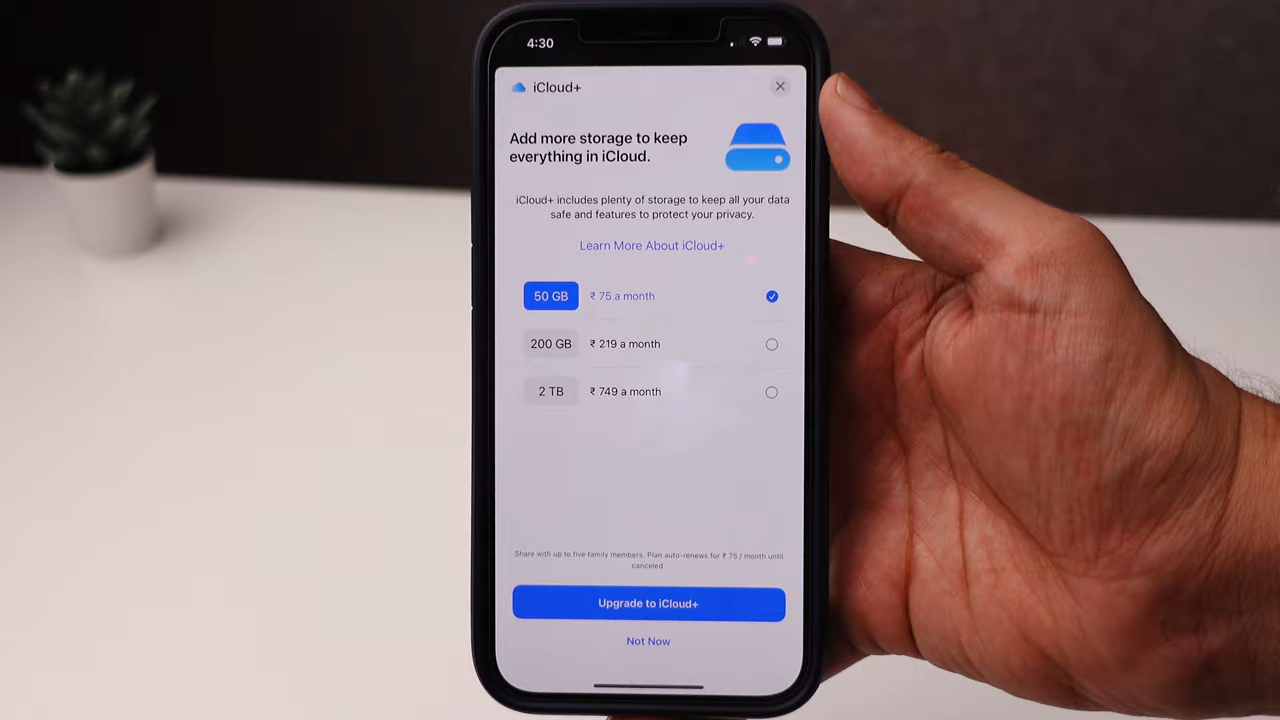 4:30
iCloud+
Add more storage to keep
everything in iCloud.
iCloud+ includes plenty of storage to keep all your data
safe and features to protect your privacy.
Learn More About iCloud+
50 GB ₹ 75 a month
200 GB ₹ 219 a month
2 TB ₹ 749 a month
Share with up to five family members. Plan auto-renews for ₹ 75 / month until
canceled
Upgrade to iCloud+
Not Now